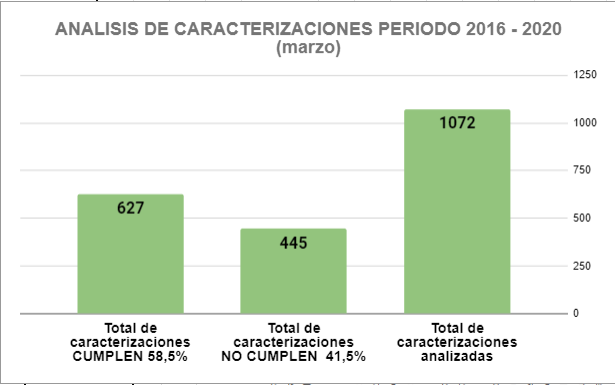 ANALISIS DE CARACTERIZACIONES PERIODO 2016 - 2020
(marzo)
1250
1000
750
500
250
0
627
445
1072
Total de
caracterizaciones
CUMPLEN 58,5%
Total de
caracterizaciones
NO CUMPLEN 41,5%
Total de
caracterizaciones
analizadas